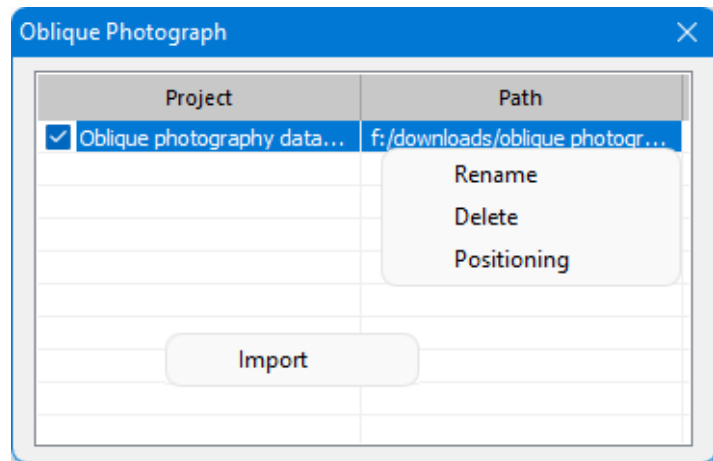 Oblique Photograph
Project Path
Oblique photography data... f:/downloads/oblique photogr...
Rename
Delete
Positioning
Import